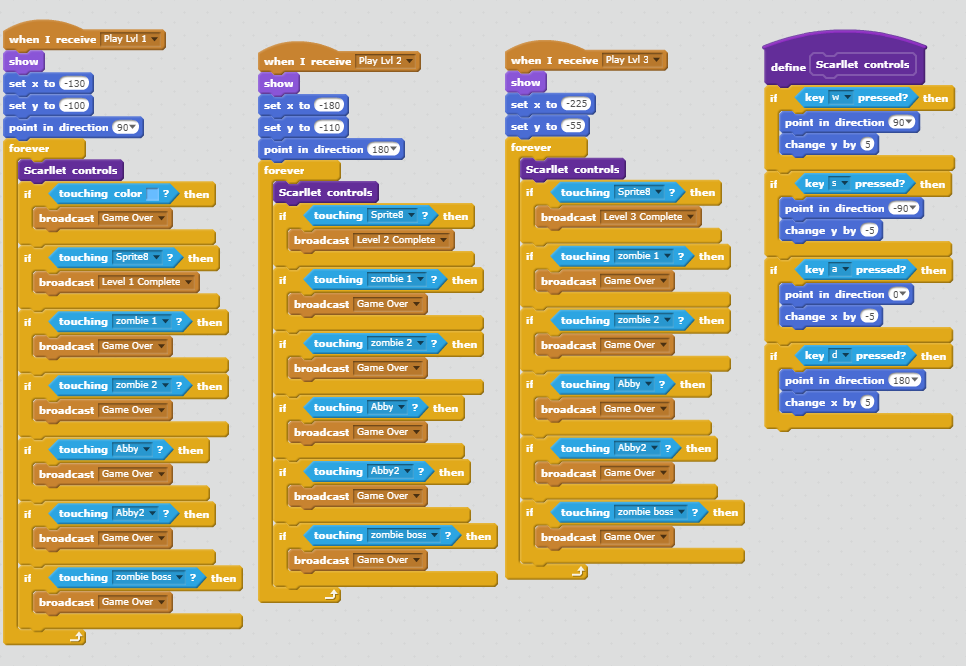 when I receive Play Lvl 1
show
set x to -130
set y to -100
point in direction 90
forever
Scarllet controls
if touching color ? then
broadcast Game Over
if touching Sprite8 ? then
broadcast Level 1 Complete
if touching zombie 1 ? then
broadcast Game Over
if touching zombie 2 ? then
broadcast Game Over
if touching Abby ? then
broadcast Game Over
if touching Abby2 ? then
broadcast Game Over
if touching zombie boss ? then
broadcast Game Over
when I receive Play Lvl 2
show
set x to -180
set y to -110
point in direction 180
forever
Scarllet controls
if touching Sprite8 ? then
broadcast Level 2 Complete
if touching zombie 1 ? then
broadcast Game Over
if touching zombie 2 ? then
broadcast Game Over
if touching Abby ? then
broadcast Game Over
if touching Abby2 ? then
broadcast Game Over
if touching zombie boss ? then
broadcast Game Over
when I receive Play Lvl 3
show
set x to -225
set y to -55
forever
Scarllet controls
if touching Sprite8 ? then
broadcast Level 3 Complete
if touching zombie 1 ? then
broadcast Game Over
if touching zombie 2 ? then
broadcast Game Over
if touching Abby ? then
broadcast Game Over
if touching Abby2 ? then
broadcast Game Over
if touching zombie boss ? then
broadcast Game Over
define Scarllet controls
if key w pressed? then
point in direction 90
change y by 5
if key s pressed? then
point in direction -90
change y by -5
if key a pressed? then
point in direction 0
change x by -5
if key d pressed? then
point in direction 180
change x by 5